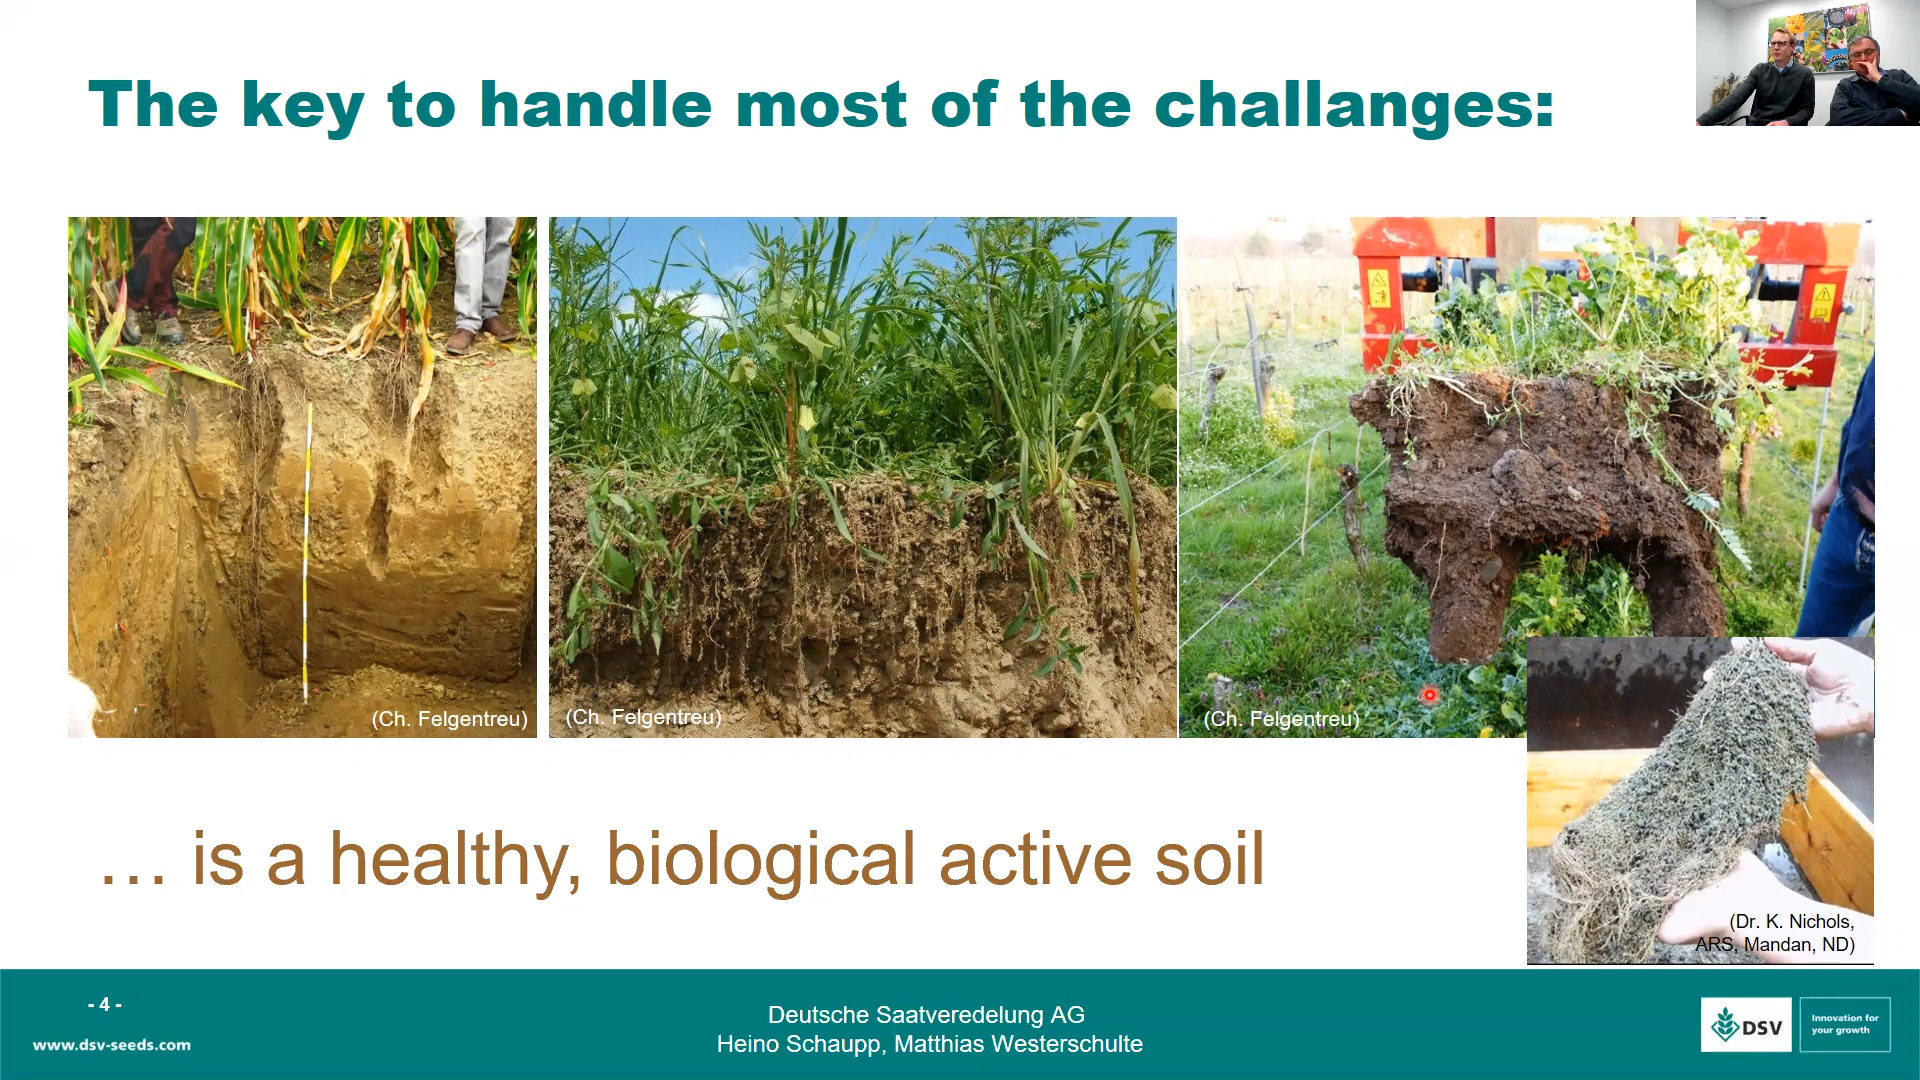 The key to handle most of the challanges:
(Ch. Felgentreu)
(Ch. Felgentreu)
(Ch. Felgentreu)
(Dr. K. Nichols,
ARS, Mandan, ND)
… is a healthy, biological active soil
- 4 -
www.dsv-seeds.com
Deutsche Saatveredelung AG
Heino Schaupp, Matthias Westerschulte
DSV
Innovation for
your growth